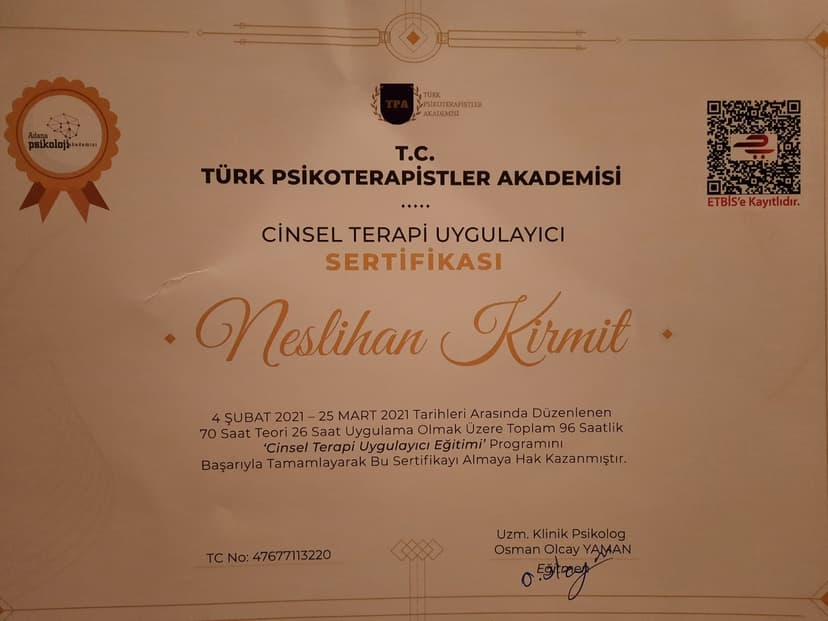 Adana
psikoloji akademisi
TPA
TÜRK
PSİKOTERAPİSTLER
AKADEMİSİ
T.C.
TÜRK PSİKOTERAPİSTLER AKADEMİSİ
ETBİS'e Kayıtlıdır.
CİNSEL TERAPİ UYGULAYICI
SERTİFİKASI
Neslihan Kirmit
4 ŞUBAT 2021 – 25 MART 2021 Tarihleri Arasında Düzenlenen
70 Saat Teori 26 Saat Uygulama Olmak Üzere Toplam 96 Saatlik
'Cinsel Terapi Uygulayıcı Eğitimi' Programını
Başarıyla Tamamlayarak Bu Sertifikayı Almaya Hak Kazanmıştır.
TC No: 47677113220
Uzm. Klinik Psikolog
Osman Olcay YAMAN
Eğitmen